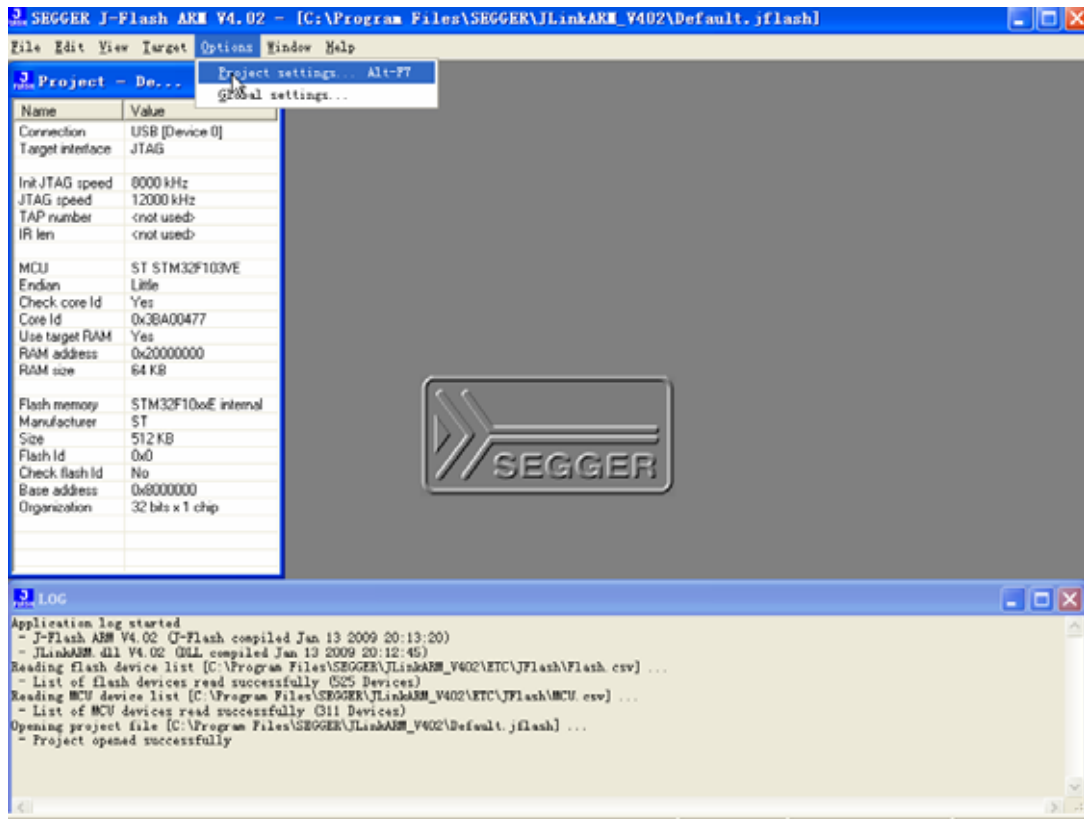 SEGGER J-Flash ARM V4.02 - [C:\Program Files\SEGGER\JLinkARM_V402\Default.jflash]
File Edit View Target Options Window Help
Project settings... Alt-F7
Global settings...
Project - De...
Name Value
Connection USB [Device 0]
Target interface JTAG
Init JTAG speed 8000 kHz
JTAG speed 12000 kHz
TAP number <not used>
IR len <not used>
MCU ST STM32F103VE
Endian Little
Check core Id Yes
Core Id 0x3BA00477
Use target RAM Yes
RAM address 0x20000000
RAM size 64 KB
Flash memory STM32F10xxE internal
Manufacturer ST
Size 512 KB
Flash Id 0x0
Check flash Id No
Base address 0x8000000
Organization 32 bits x 1 chip
SEGGER
LOG
Application log started
- J-Flash ARM V4.02 (J-Flash compiled Jan 13 2009 20:13:20)
- JLinkARM.dll V4.02 (DLL compiled Jan 13 2009 20:12:45)
Reading flash device list [C:\Program Files\SEGGER\JLinkARM_V402\ETC\JFlash\Flash.csv] ...
- List of flash devices read successfully (525 Devices)
Reading MCU device list [C:\Program Files\SEGGER\JLinkARM_V402\ETC\JFlash\MCU.csv] ...
- List of MCU devices read successfully (311 Devices)
Opening project file [C:\Program Files\SEGGER\JLinkARM_V402\Default.jflash] ...
- Project opened successfully